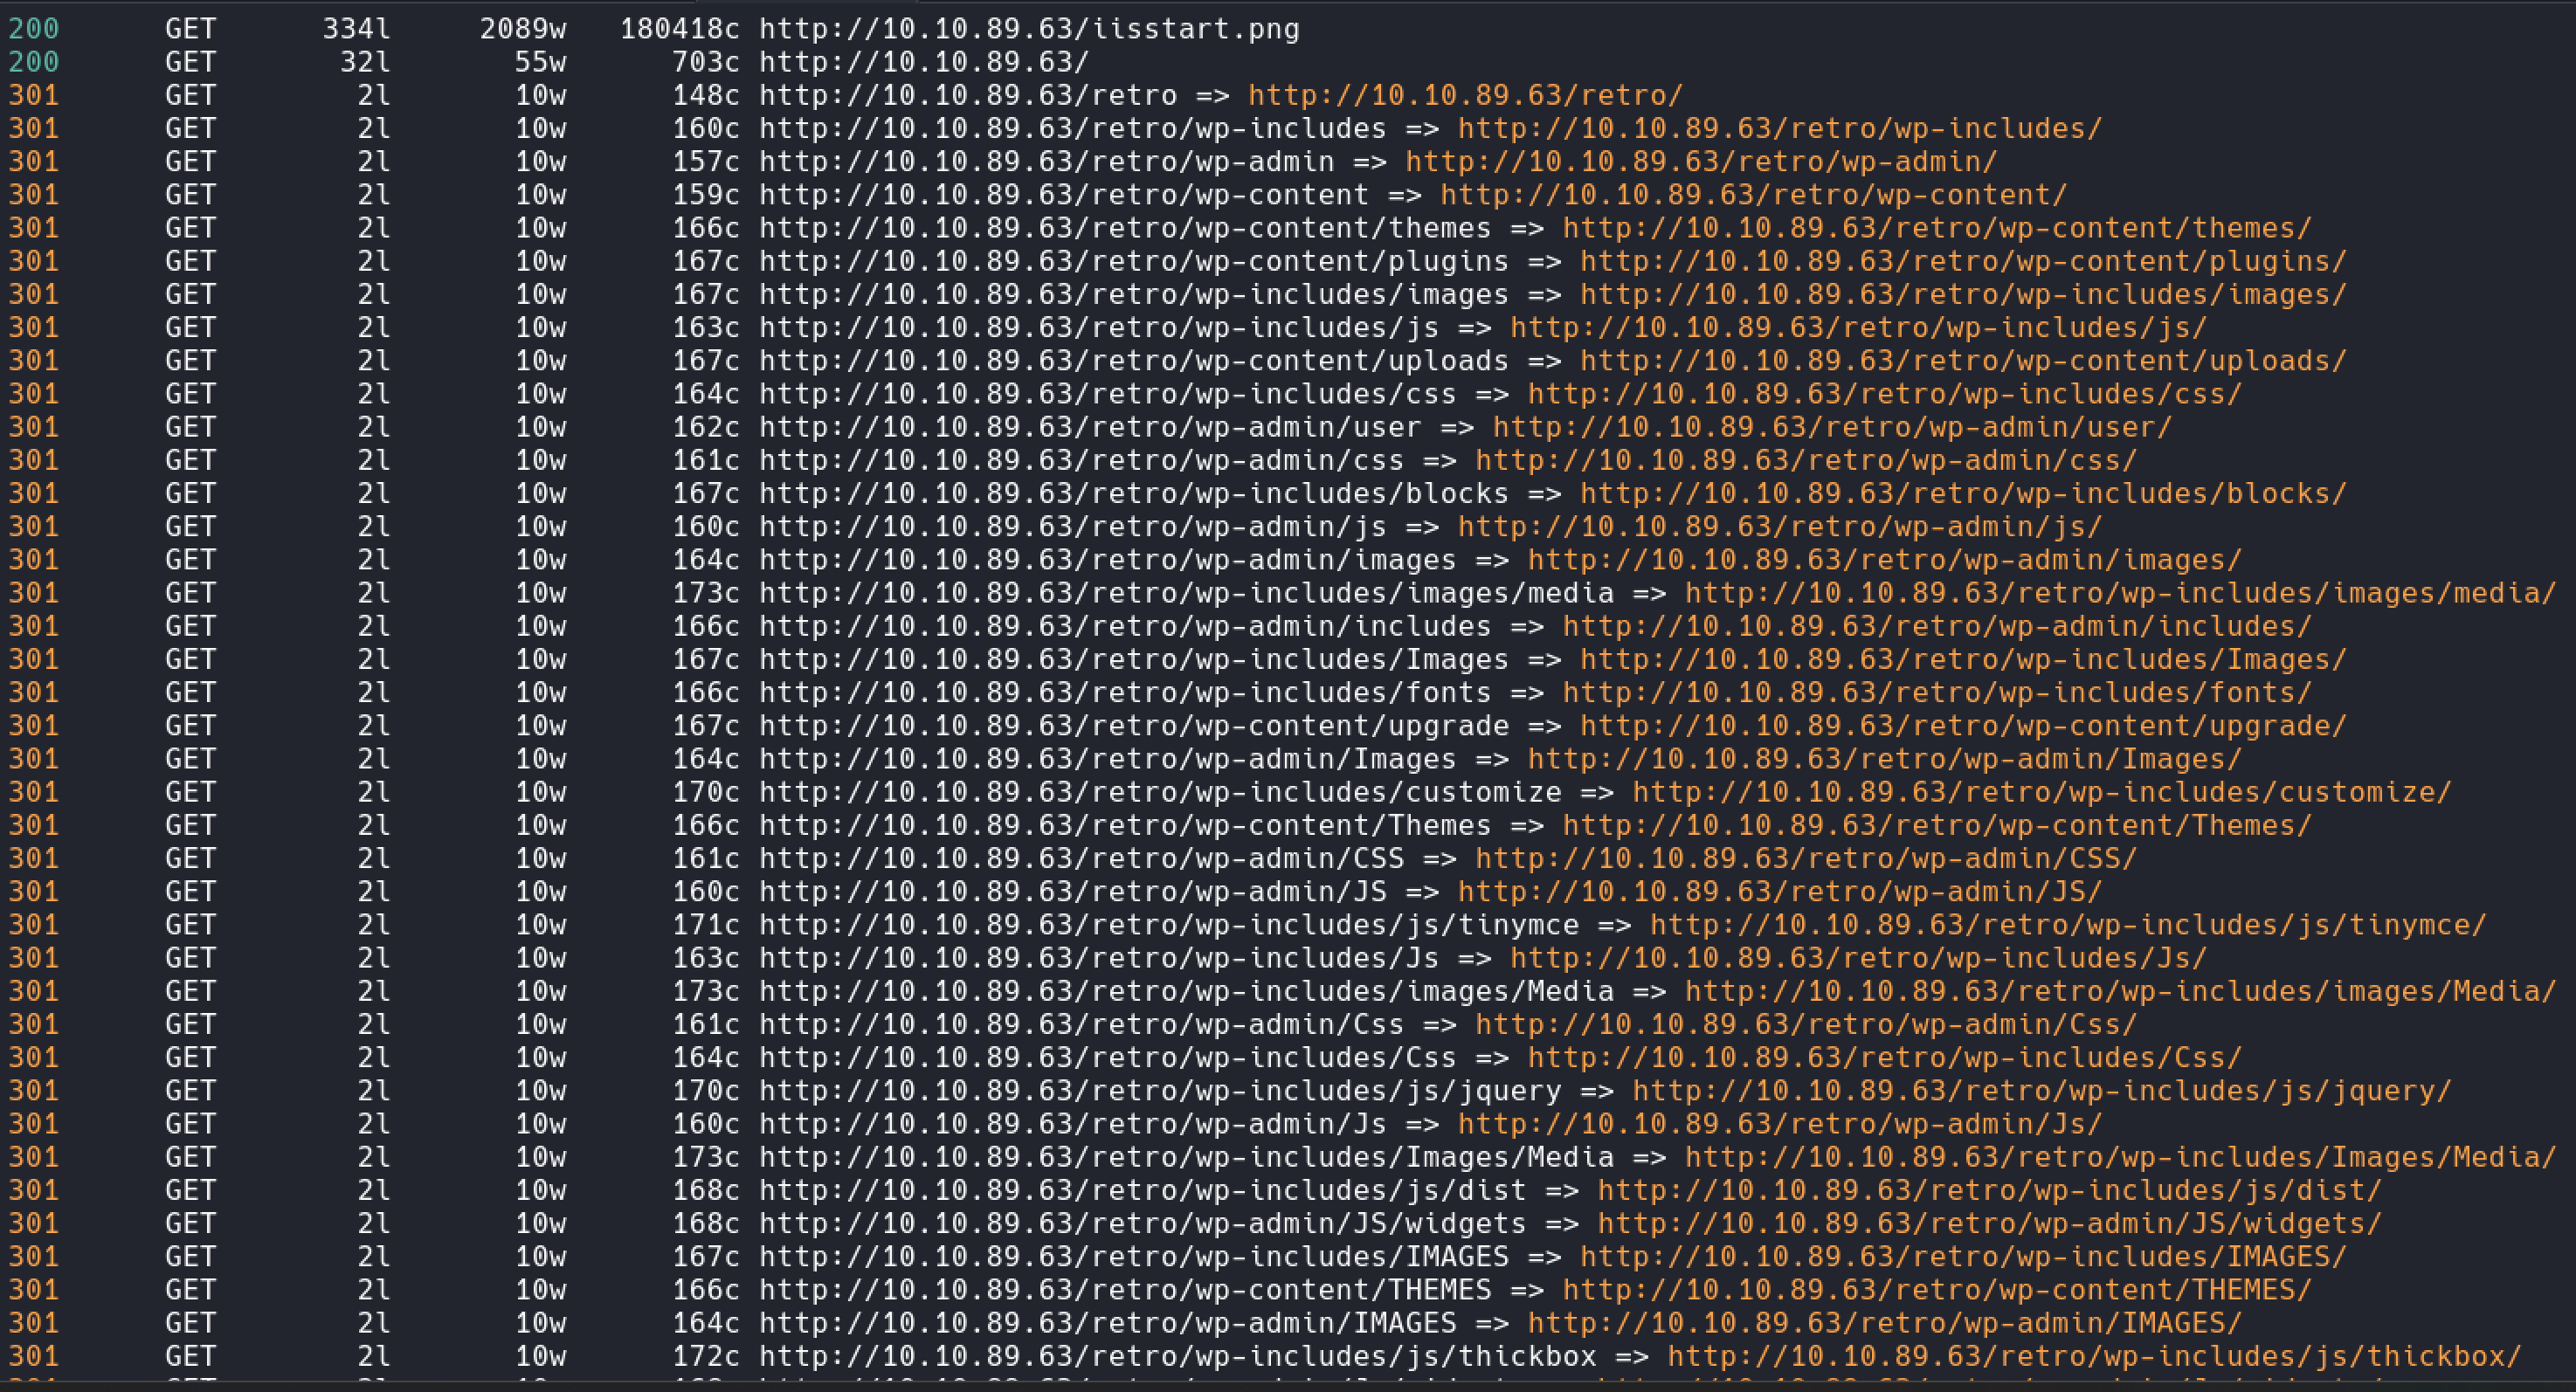 200 GET 334l 2089w 180418c http://10.10.89.63/iisstart.png
200 GET 32l 55w 703c http://10.10.89.63/
301 GET 2l 10w 148c http://10.10.89.63/retro => http://10.10.89.63/retro/
301 GET 2l 10w 160c http://10.10.89.63/retro/wp-includes => http://10.10.89.63/retro/wp-includes/
301 GET 2l 10w 157c http://10.10.89.63/retro/wp-admin => http://10.10.89.63/retro/wp-admin/
301 GET 2l 10w 159c http://10.10.89.63/retro/wp-content => http://10.10.89.63/retro/wp-content/
301 GET 2l 10w 166c http://10.10.89.63/retro/wp-content/themes => http://10.10.89.63/retro/wp-content/themes/
301 GET 2l 10w 167c http://10.10.89.63/retro/wp-content/plugins => http://10.10.89.63/retro/wp-content/plugins/
301 GET 2l 10w 167c http://10.10.89.63/retro/wp-includes/images => http://10.10.89.63/retro/wp-includes/images/
301 GET 2l 10w 163c http://10.10.89.63/retro/wp-includes/js => http://10.10.89.63/retro/wp-includes/js/
301 GET 2l 10w 167c http://10.10.89.63/retro/wp-content/uploads => http://10.10.89.63/retro/wp-content/uploads/
301 GET 2l 10w 164c http://10.10.89.63/retro/wp-includes/css => http://10.10.89.63/retro/wp-includes/css/
301 GET 2l 10w 162c http://10.10.89.63/retro/wp-admin/user => http://10.10.89.63/retro/wp-admin/user/
301 GET 2l 10w 161c http://10.10.89.63/retro/wp-admin/css => http://10.10.89.63/retro/wp-admin/css/
301 GET 2l 10w 167c http://10.10.89.63/retro/wp-includes/blocks => http://10.10.89.63/retro/wp-includes/blocks/
301 GET 2l 10w 160c http://10.10.89.63/retro/wp-admin/js => http://10.10.89.63/retro/wp-admin/js/
301 GET 2l 10w 164c http://10.10.89.63/retro/wp-admin/images => http://10.10.89.63/retro/wp-admin/images/
301 GET 2l 10w 173c http://10.10.89.63/retro/wp-includes/images/media => http://10.10.89.63/retro/wp-includes/images/media/
301 GET 2l 10w 166c http://10.10.89.63/retro/wp-admin/includes => http://10.10.89.63/retro/wp-admin/includes/
301 GET 2l 10w 167c http://10.10.89.63/retro/wp-includes/Images => http://10.10.89.63/retro/wp-includes/Images/
301 GET 2l 10w 166c http://10.10.89.63/retro/wp-includes/fonts => http://10.10.89.63/retro/wp-includes/fonts/
301 GET 2l 10w 167c http://10.10.89.63/retro/wp-content/upgrade => http://10.10.89.63/retro/wp-content/upgrade/
301 GET 2l 10w 164c http://10.10.89.63/retro/wp-admin/Images => http://10.10.89.63/retro/wp-admin/Images/
301 GET 2l 10w 170c http://10.10.89.63/retro/wp-includes/customize => http://10.10.89.63/retro/wp-includes/customize/
301 GET 2l 10w 166c http://10.10.89.63/retro/wp-content/Themes => http://10.10.89.63/retro/wp-content/Themes/
301 GET 2l 10w 161c http://10.10.89.63/retro/wp-admin/CSS => http://10.10.89.63/retro/wp-admin/CSS/
301 GET 2l 10w 160c http://10.10.89.63/retro/wp-admin/JS => http://10.10.89.63/retro/wp-admin/JS/
301 GET 2l 10w 171c http://10.10.89.63/retro/wp-includes/js/tinymce => http://10.10.89.63/retro/wp-includes/js/tinymce/
301 GET 2l 10w 163c http://10.10.89.63/retro/wp-includes/Js => http://10.10.89.63/retro/wp-includes/Js/
301 GET 2l 10w 173c http://10.10.89.63/retro/wp-includes/images/Media => http://10.10.89.63/retro/wp-includes/images/Media/
301 GET 2l 10w 161c http://10.10.89.63/retro/wp-admin/Css => http://10.10.89.63/retro/wp-admin/Css/
301 GET 2l 10w 164c http://10.10.89.63/retro/wp-includes/Css => http://10.10.89.63/retro/wp-includes/Css/
301 GET 2l 10w 170c http://10.10.89.63/retro/wp-includes/js/jquery => http://10.10.89.63/retro/wp-includes/js/jquery/
301 GET 2l 10w 160c http://10.10.89.63/retro/wp-admin/Js => http://10.10.89.63/retro/wp-admin/Js/
301 GET 2l 10w 173c http://10.10.89.63/retro/wp-includes/Images/Media => http://10.10.89.63/retro/wp-includes/Images/Media/
301 GET 2l 10w 168c http://10.10.89.63/retro/wp-includes/js/dist => http://10.10.89.63/retro/wp-includes/js/dist/
301 GET 2l 10w 168c http://10.10.89.63/retro/wp-admin/JS/widgets => http://10.10.89.63/retro/wp-admin/JS/widgets/
301 GET 2l 10w 167c http://10.10.89.63/retro/wp-includes/IMAGES => http://10.10.89.63/retro/wp-includes/IMAGES/
301 GET 2l 10w 166c http://10.10.89.63/retro/wp-content/THEMES => http://10.10.89.63/retro/wp-content/THEMES/
301 GET 2l 10w 164c http://10.10.89.63/retro/wp-admin/IMAGES => http://10.10.89.63/retro/wp-admin/IMAGES/
301 GET 2l 10w 172c http://10.10.89.63/retro/wp-includes/js/thickbox => http://10.10.89.63/retro/wp-includes/js/thickbox/